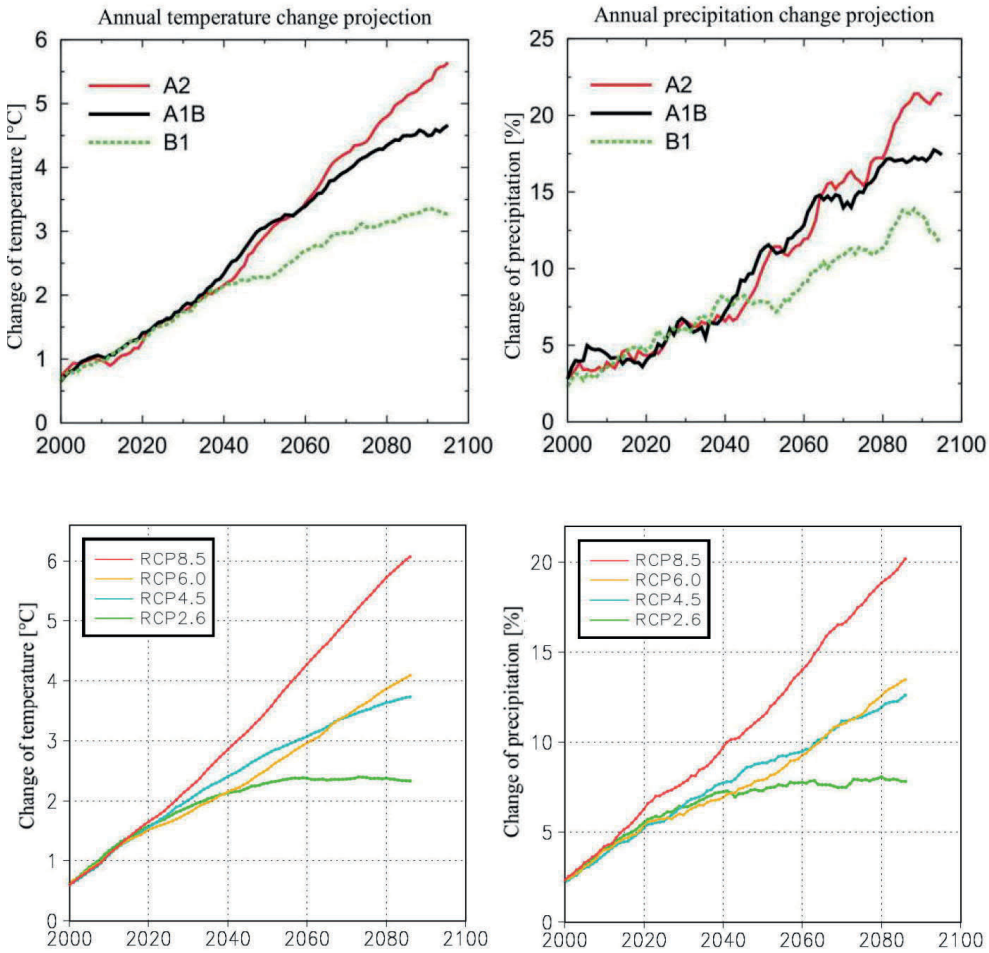 Annual temperature change projection
Change of temperature [°C]
6
5
4
3
2
1
0
A2
A1B
B1
2000 2020 2040 2060 2080 2100
Annual precipitation change projection
Change of precipitation [%]
25
20
15
10
5
0
A2
A1B
B1
2000 2020 2040 2060 2080 2100
Change of temperature [°C]
6
5
4
3
2
1
0
RCP8.5
RCP6.0
RCP4.5
RCP2.6
2000 2020 2040 2060 2080 2100
Change of precipitation [%]
20
15
10
5
0
RCP8.5
RCP6.0
RCP4.5
RCP2.6
2000 2020 2040 2060 2080 2100